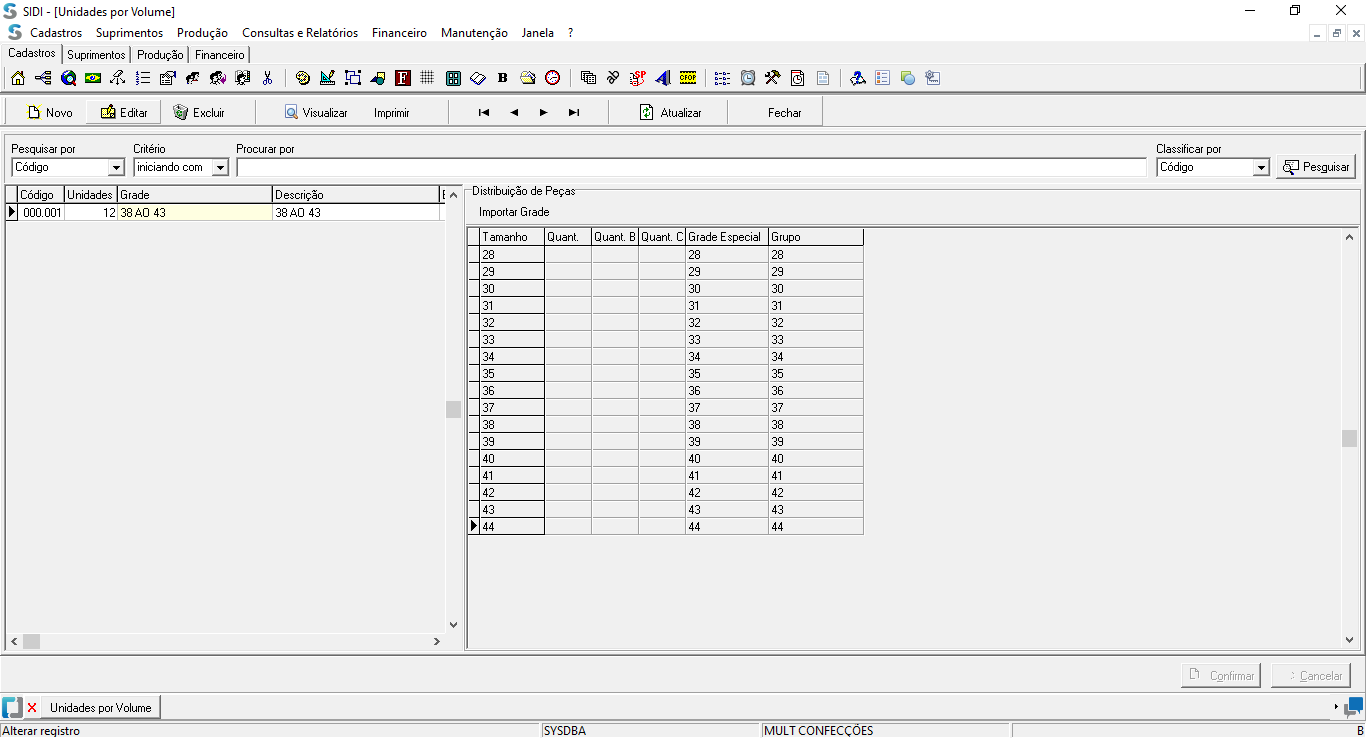 SIDI - [Unidades por Volume]
Cadastros Suprimentos Produção Consultas e Relatórios Financeiro Manutenção Janela ?
Cadastros Suprimentos Produção Financeiro
F B SP CFOP
Novo Editar Excluir Visualizar Imprimir Atualizar Fechar
Pesquisar por Critério Procurar por Classificar por
Código iniciando com Código Pesquisar
Código Unidades Grade Descrição
000.001 12 38 AO 43 38 AO 43
Distribuição de Peças
Importar Grade
Tamanho Quant. Quant. B Quant. C Grade Especial Grupo
28 28 28
29 29 29
30 30 30
31 31 31
32 32 32
33 33 33
34 34 34
35 35 35
36 36 36
37 37 37
38 38 38
39 39 39
40 40 40
41 41 41
42 42 42
43 43 43
44 44 44
Confirmar Cancelar
Unidades por Volume
Alterar registro SYSDBA MULT CONFECÇÕES B